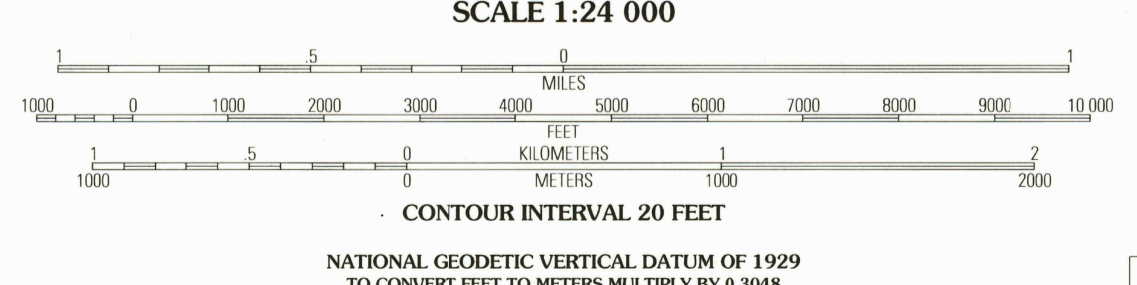 SCALE 1:24 000
1 .5 0 1
MILES
1000 0 1000 2000 3000 4000 5000 6000 7000 8000 9000 10 000
FEET
1 .5 0 KILOMETERS 1 2
1000 0 METERS 1000 2000
CONTOUR INTERVAL 20 FEET
NATIONAL GEODETIC VERTICAL DATUM OF 1929
TO CONVERT FEET TO METERS MULTIPLY BY 0.3048